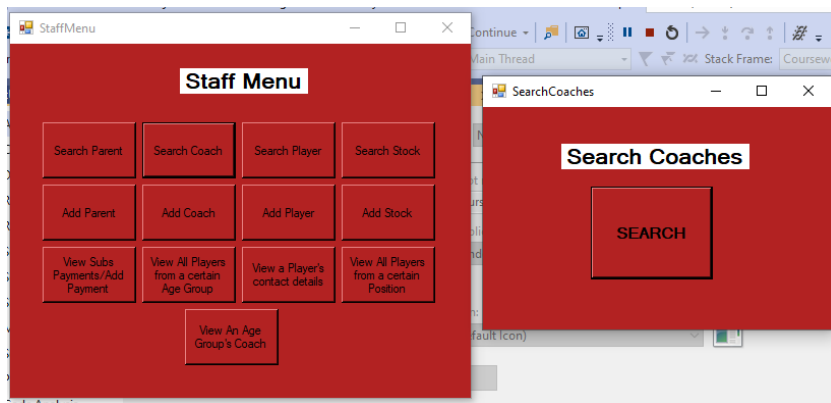 StaffMenu
Staff Menu
Search Parent
Search Coach
Search Player
Search Stock
Add Parent
Add Coach
Add Player
Add Stock
View Subs
Payments/Add
Payment
View All Players
from a certain
Age Group
View a Player's
contact details
View All Players
from a certain
Position
View An Age
Group's Coach
Continue
Main Thread
Stack Frame:
SearchCoaches
Search Coaches
SEARCH